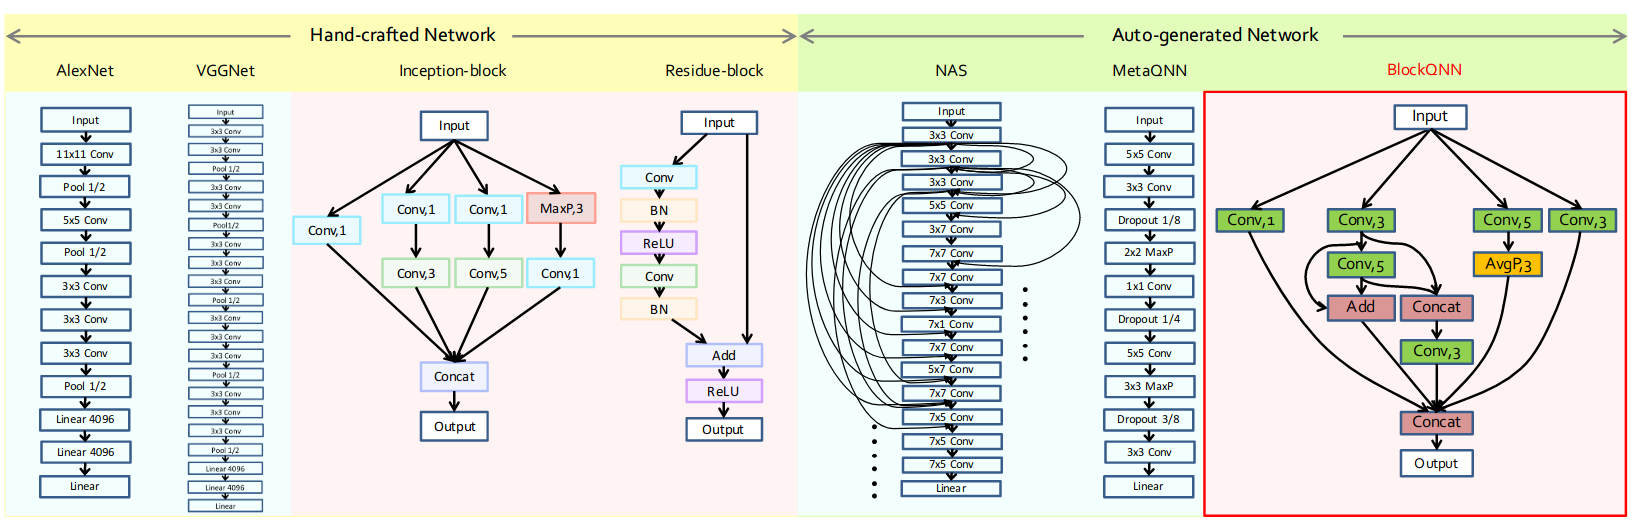 Hand-crafted Network
Auto-generated Network
AlexNet
VGGNet
Inception-block
Residue-block
NAS
MetaQNN
BlockQNN
Input
11x11 Conv
Pool 1/2
5x5 Conv
Pool 1/2
3x3 Conv
3x3 Conv
3x3 Conv
Pool 1/2
Linear 4096
Linear 4096
Linear
Input
3x3 Conv
3x3 Conv
Pool 1/2
3x3 Conv
3x3 Conv
Pool1/2
3x3 Conv
3x3 Conv
3x3 Conv
Pool 1/2
3x3 Conv
3x3 Conv
3x3 Conv
Pool 1/2
3x3 Conv
3x3 Conv
3x3 Conv
Pool 1/2
Linear 4096
Linear 4096
Linear
Input
Conv,1
Conv,1
MaxP,3
Conv,1
Conv,3
Conv,5
Conv,1
Concat
Output
Input
Conv
BN
ReLU
Conv
BN
Add
ReLU
Output
Input
3x3 Conv
3x3 Conv
3x3 Conv
5x5 Conv
3x7 Conv
7x7 Conv
7x7 Conv
7x3 Conv
7x1 Conv
7x7 Conv
5x7 Conv
7x7 Conv
7x5 Conv
7x5 Conv
7x5 Conv
Linear
Input
5x5 Conv
3x3 Conv
Dropout 1/8
2x2 MaxP
1x1 Conv
Dropout 1/4
5x5 Conv
3x3 MaxP
Dropout 3/8
3x3 Conv
Linear
Input
Conv,1
Conv,3
Conv,5
Conv,3
Conv,5
AvgP,3
Add
Concat
Conv,3
Concat
Output